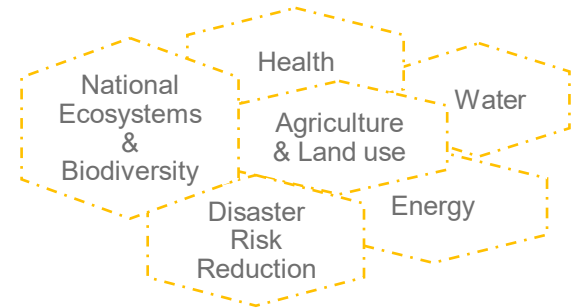 Health
National
Ecosystems
&
Biodiversity
Water
Agriculture
& Land use
Energy
Disaster
Risk
Reduction